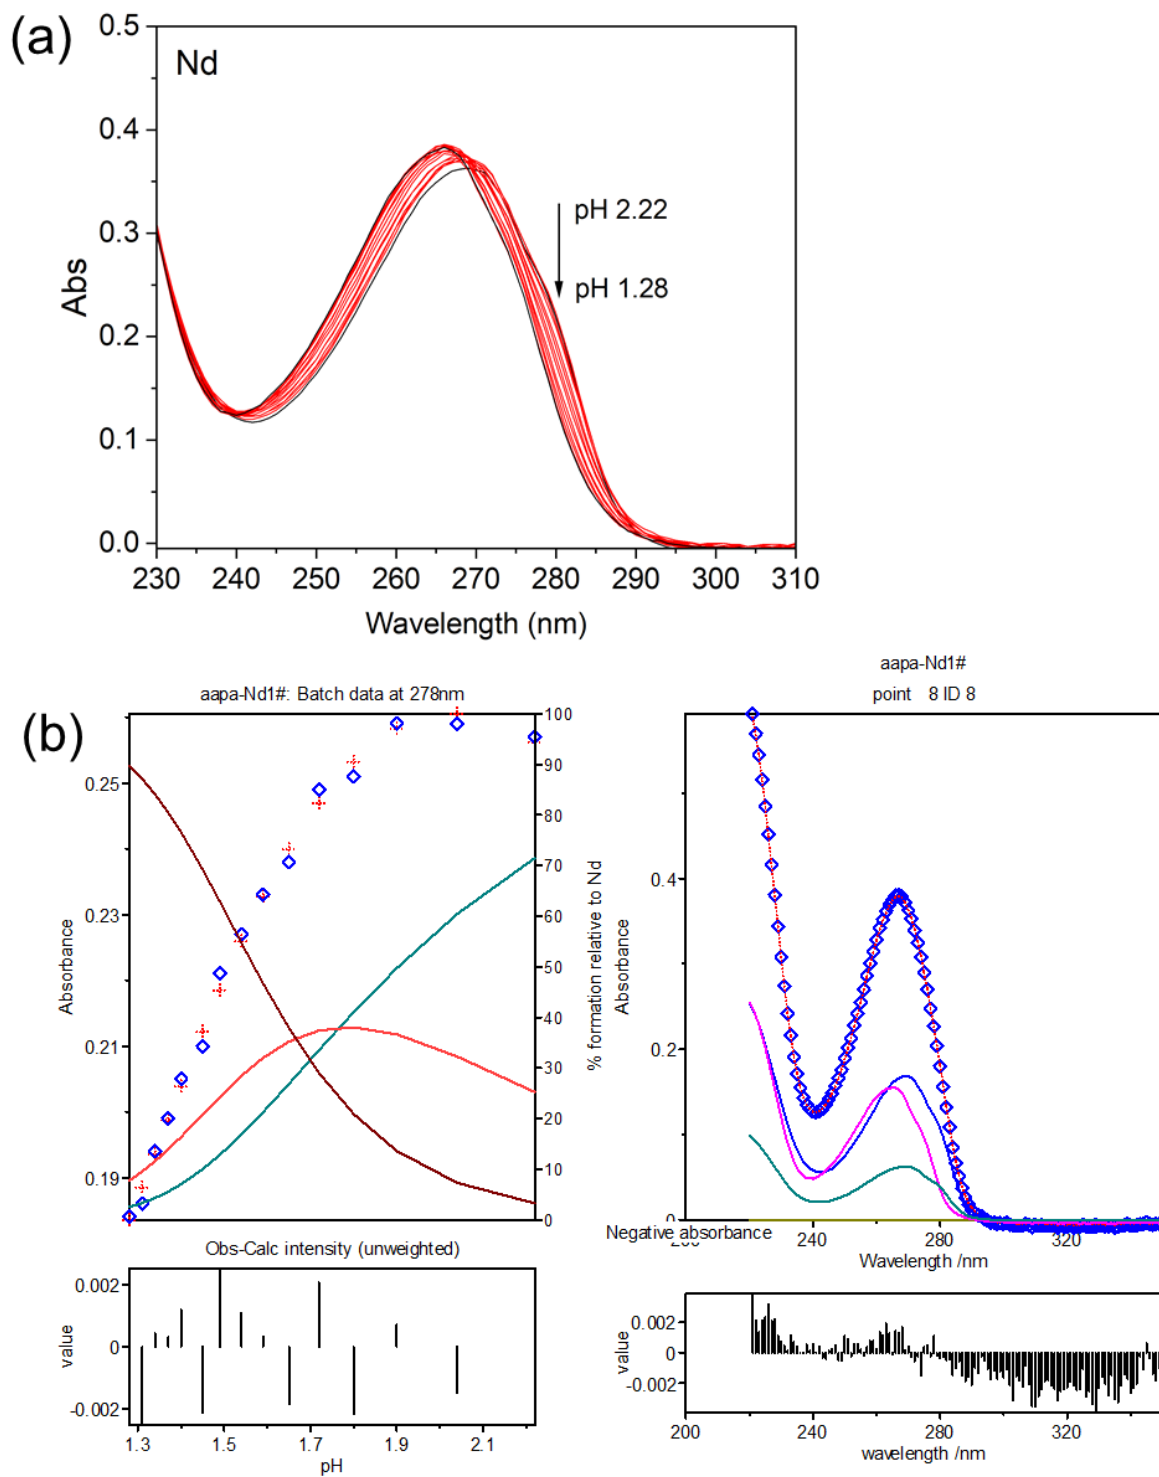 (a)
Nd
0.5
0.4
0.3
0.2
0.1
0.0
Abs
pH 2.22
pH 1.28
230 240 250 260 270 280 290 300 310
Wavelength (nm)
(b)
aapa-Nd1#: Batch data at 278nm
0.25
0.23
0.21
0.19
Absorbance
100
90
80
70
60
50
40
30
20
10
0
% formation relative to Nd
Obs-Calc intensity (unweighted)
0.002
0
-0.002
value
1.3 1.5 1.7 1.9 2.1
pH
aapa-Nd1#
point 8 ID 8
0.4
0.2
Absorbance
Negative absorbance
240 280 320
Wavelength /nm
0.002
0
-0.002
value
200 240 280 320
wavelength /nm